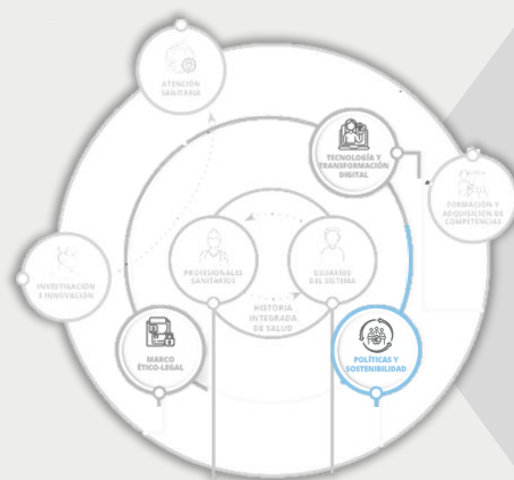 ATENCIÓN
SANITARIA
TECNOLOGÍA Y
TRANSFORMACIÓN
DIGITAL
FORMACIÓN Y
ADQUISICIÓN DE
COMPETENCIAS
INVESTIGACIÓN
E INNOVACIÓN
PROFESIONALES
SANITARIOS
USUARIOS
DEL SISTEMA
HISTORIA
INTEGRADA
DE SALUD
MARCO
ÉTICO-LEGAL
POLÍTICAS Y
SOSTENIBILIDAD